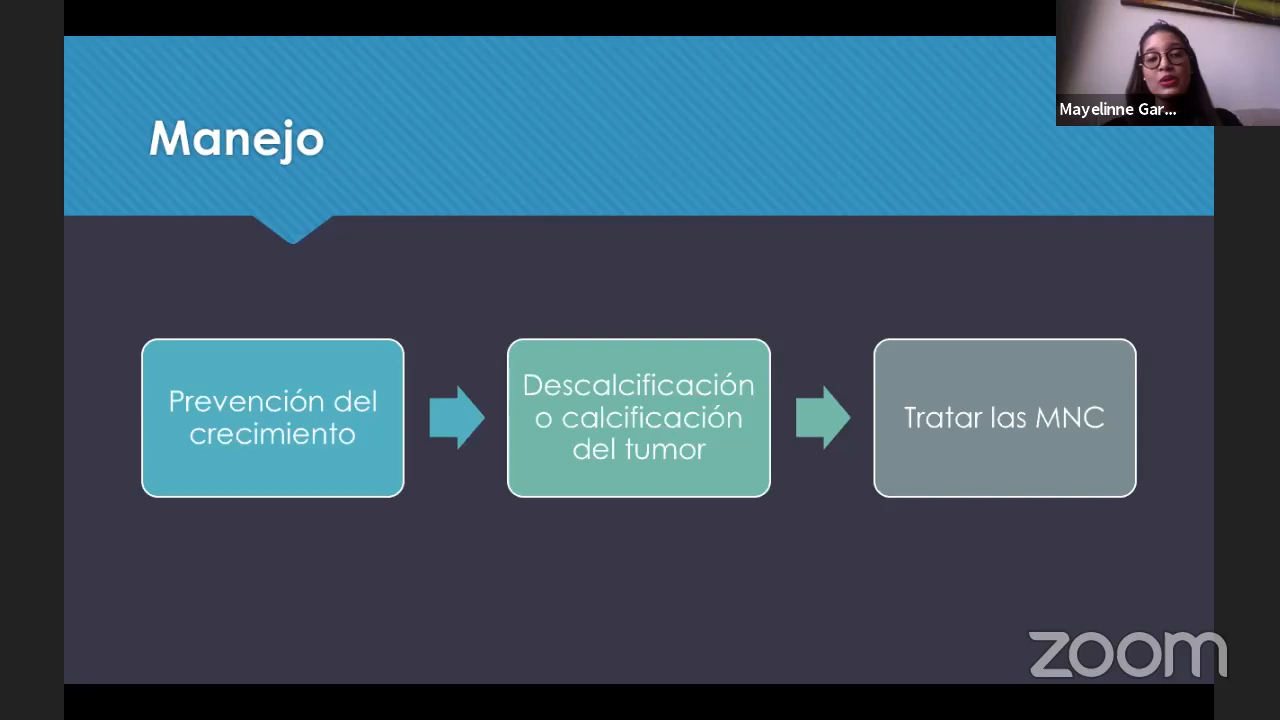 Mayelinne Gar...
Manejo
Prevención del
crecimiento
Descalcificación
o calcificación
del tumor
Tratar las MNC
zoom